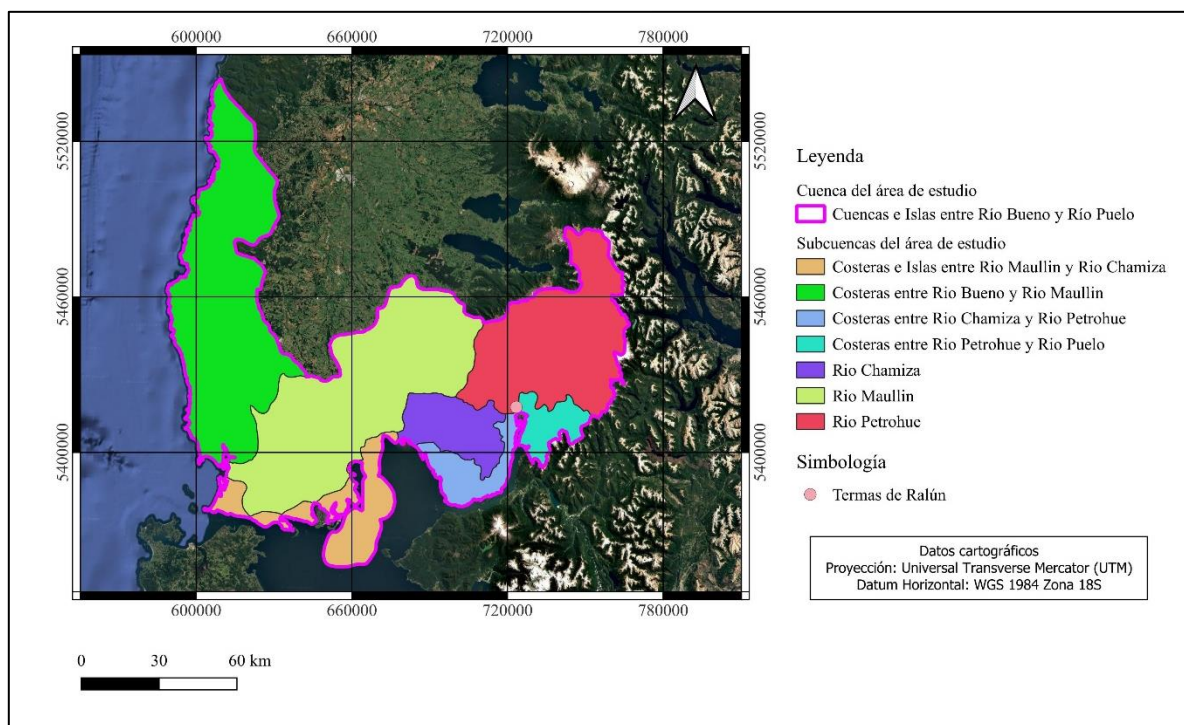 600000 660000 720000 780000
5520000 5520000
5460000 5460000
5400000 5400000
600000 660000 720000 780000
0 30 60 km
Leyenda
Cuenca del área de estudio
Cuencas e Islas entre Rio Bueno y Río Puelo
Subcuencas del área de estudio
Costeras e Islas entre Rio Maullin y Rio Chamiza
Costeras entre Rio Bueno y Rio Maullin
Costeras entre Rio Chamiza y Rio Petrohue
Costeras entre Rio Petrohue y Rio Puelo
Rio Chamiza
Rio Maullin
Rio Petrohue
Simbología
Termas de Ralún
Datos cartográficos
Proyección: Universal Transverse Mercator (UTM)
Datum Horizontal: WGS 1984 Zona 18S